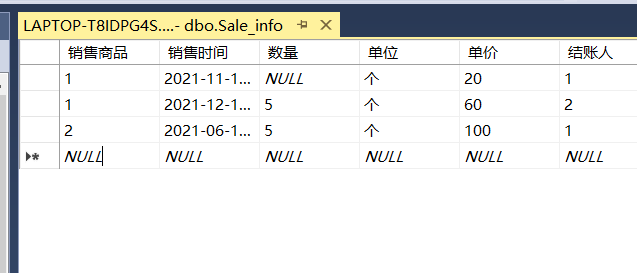 LAPTOP-T8IDPG4S....- dbo.Sale_info
销售商品 销售时间 数量 单位 单价 结账人
1 2021-11-1... NULL 个 20 1
1 2021-12-1... 5 个 60 2
2 2021-06-1... 5 个 100 1
NULL NULL NULL NULL NULL NULL